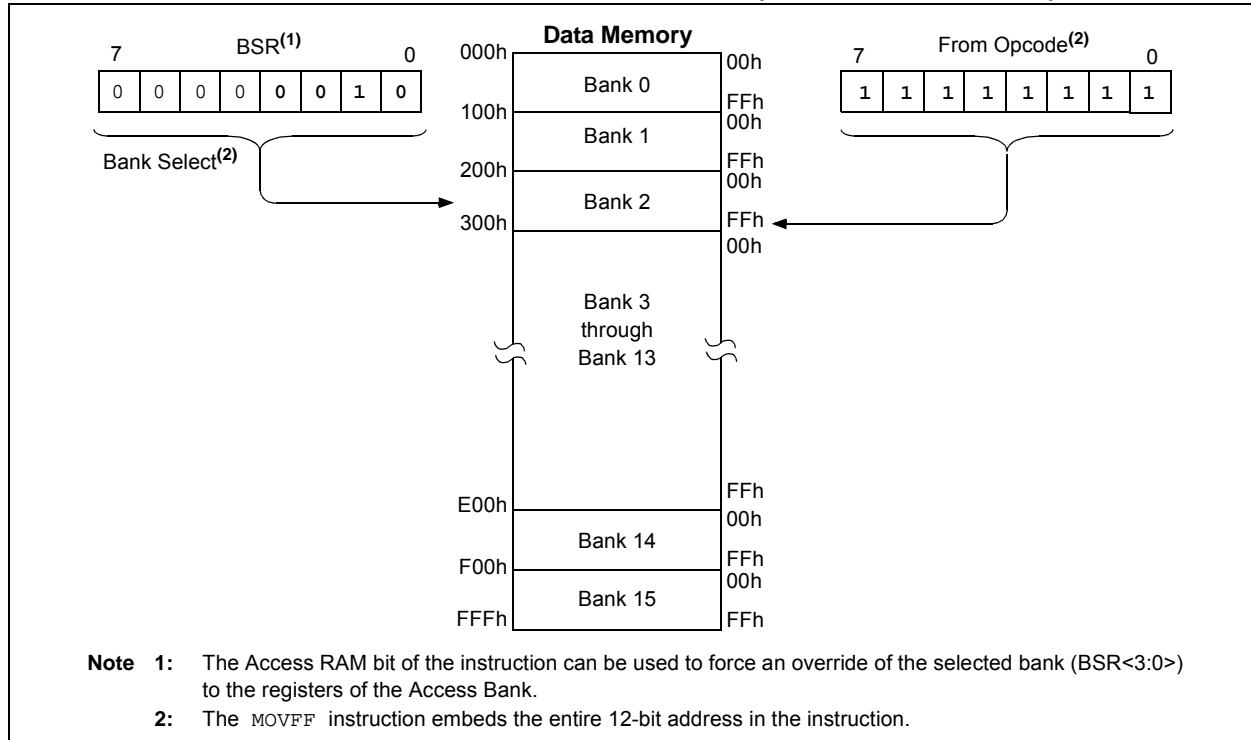 Data Memory
7 BSR(1) 0
0 0 0 0 0 0 1 0
Bank Select(2)
7 From Opcode(2) 0
1 1 1 1 1 1 1 1
000h
Bank 0
00h
FFh
100h
Bank 1
00h
FFh
200h
Bank 2
00h
FFh
300h
00h
Bank 3
through
Bank 13
FFh
E00h
Bank 14
00h
FFh
F00h
Bank 15
00h
FFFh
FFh
Note 1: The Access RAM bit of the instruction can be used to force an override of the selected bank (BSR<3:0>)
to the registers of the Access Bank.
2: The MOVFF instruction embeds the entire 12-bit address in the instruction.